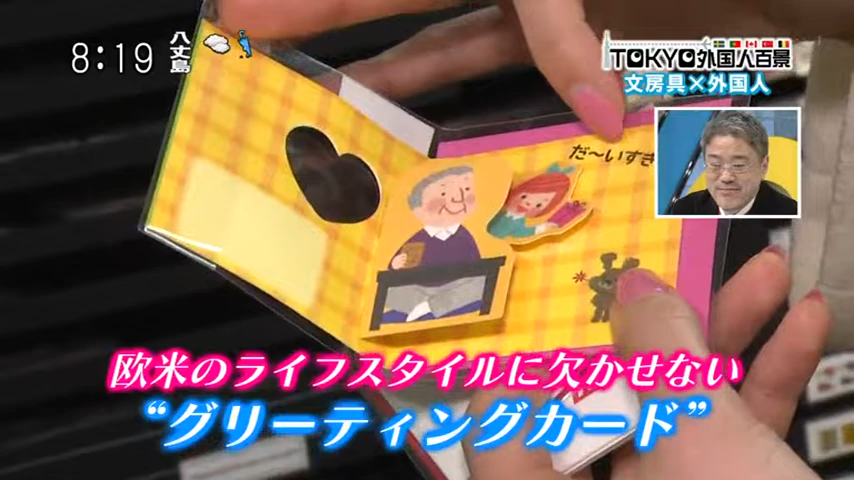 8:19 八丈島
TOKYO外国人百景
文房具×外国人
だ〜いすき
欧米のライフスタイルに欠かせない
“グリーティングカード”